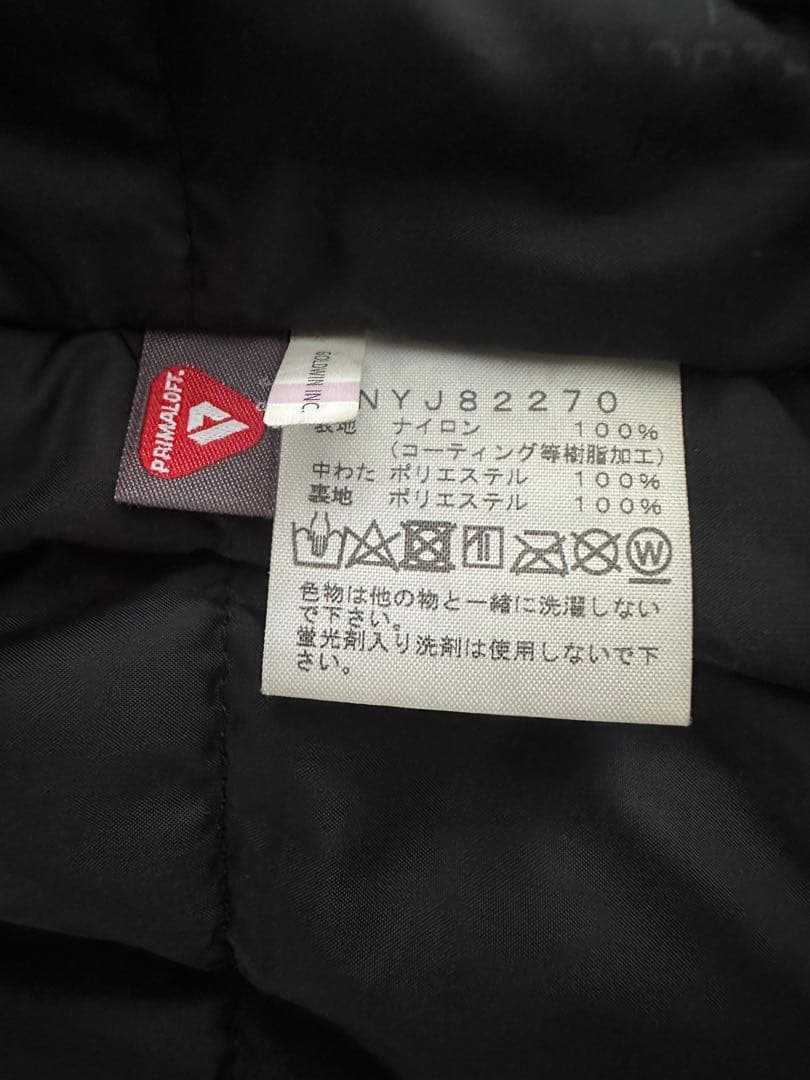 PRIMALOFT
GOLDWIN INC.
NYJ82270
表地 ナイロン 100%
(コーティング等樹脂加工)
中わた ポリエステル 100%
裏地 ポリエステル 100%
W
色物は他の物と一緒に洗濯しない
で下さい。
蛍光剤入り洗剤は使用しないで下
さい。